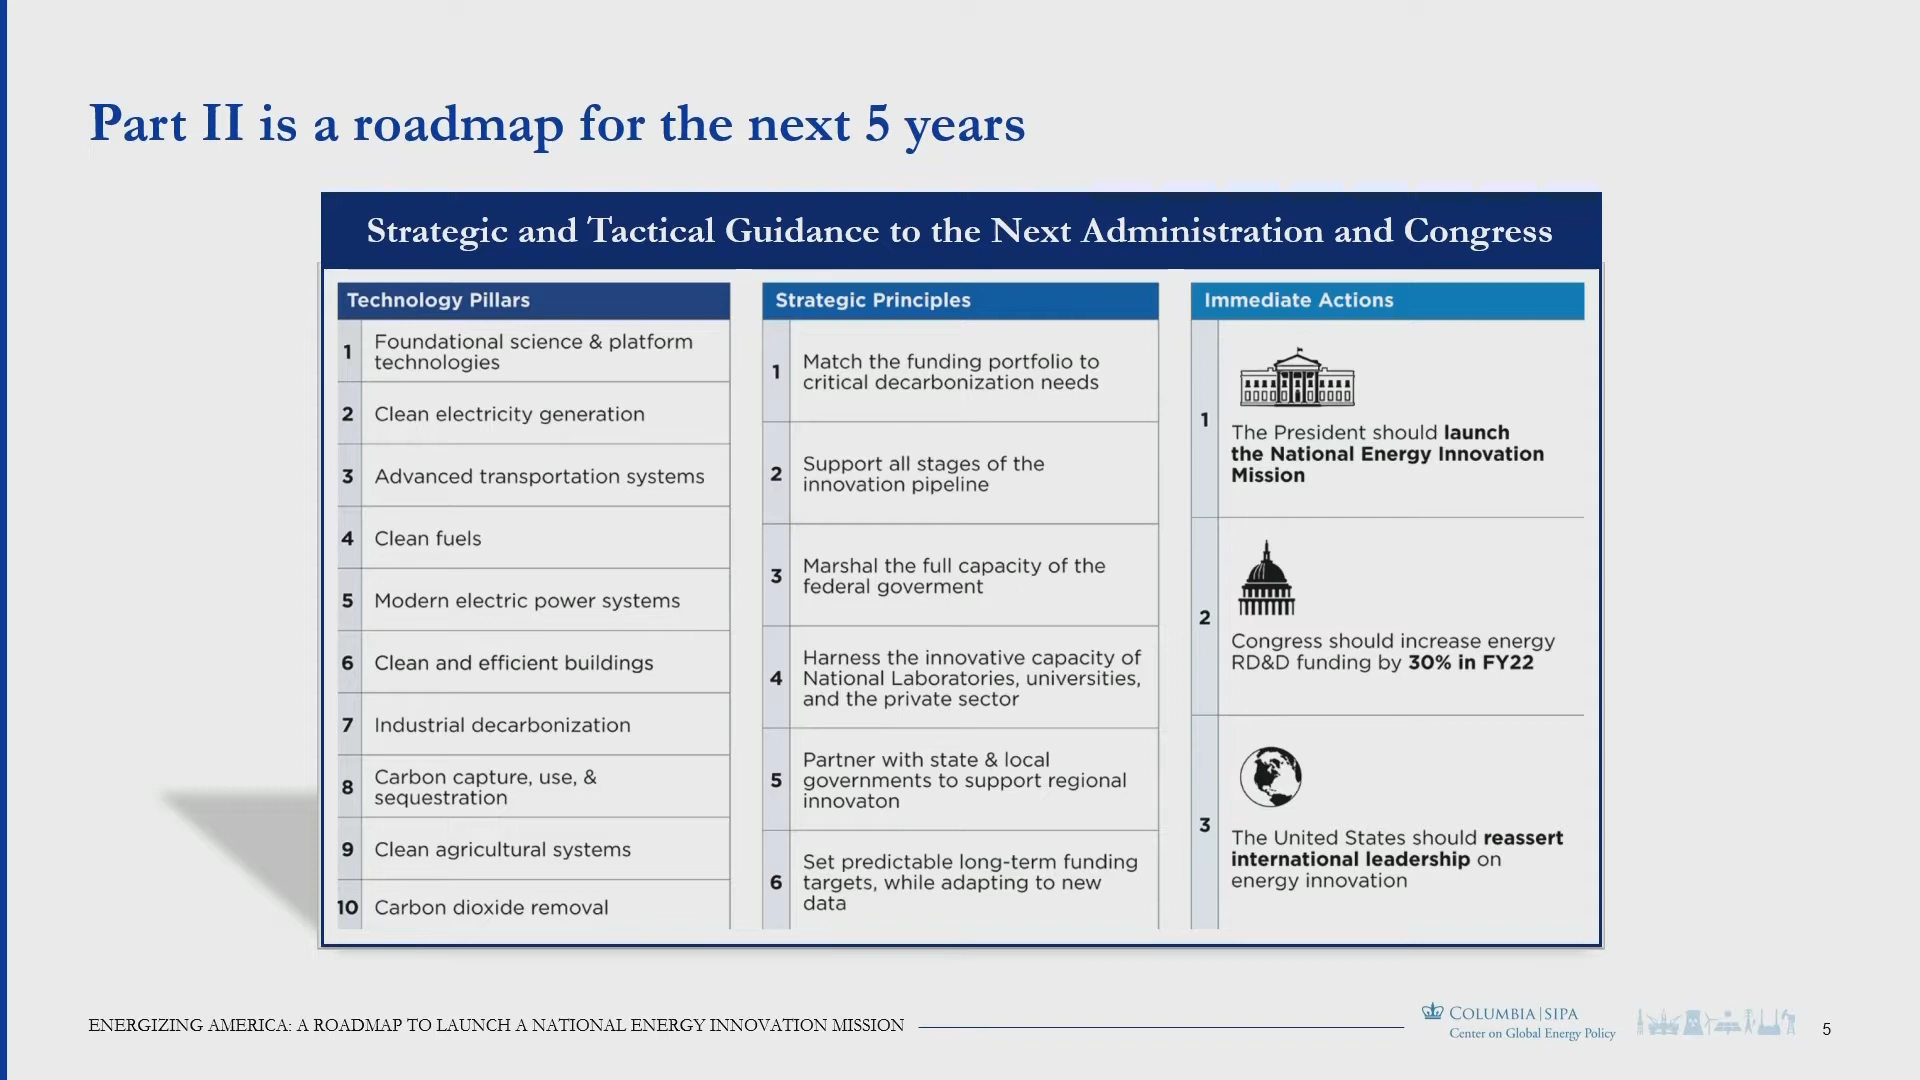 Part II is a roadmap for the next 5 years
Strategic and Tactical Guidance to the Next Administration and Congress
Technology Pillars
1 Foundational science & platform
technologies
2 Clean electricity generation
3 Advanced transportation systems
4 Clean fuels
5 Modern electric power systems
6 Clean and efficient buildings
7 Industrial decarbonization
8 Carbon capture, use, &
sequestration
9 Clean agricultural systems
10 Carbon dioxide removal
Strategic Principles
1 Match the funding portfolio to
critical decarbonization needs
2 Support all stages of the
innovation pipeline
3 Marshal the full capacity of the
federal goverment
4 Harness the innovative capacity of
National Laboratories, universities,
and the private sector
5 Partner with state & local
governments to support regional
innovaton
6 Set predictable long-term funding
targets, while adapting to new
data
Immediate Actions
1 The President should launch
the National Energy Innovation
Mission
2 Congress should increase energy
RD&D funding by 30% in FY22
3 The United States should reassert
international leadership on
energy innovation
ENERGIZING AMERICA: A ROADMAP TO LAUNCH A NATIONAL ENERGY INNOVATION MISSION
COLUMBIA | SIPA
Center on Global Energy Policy
5